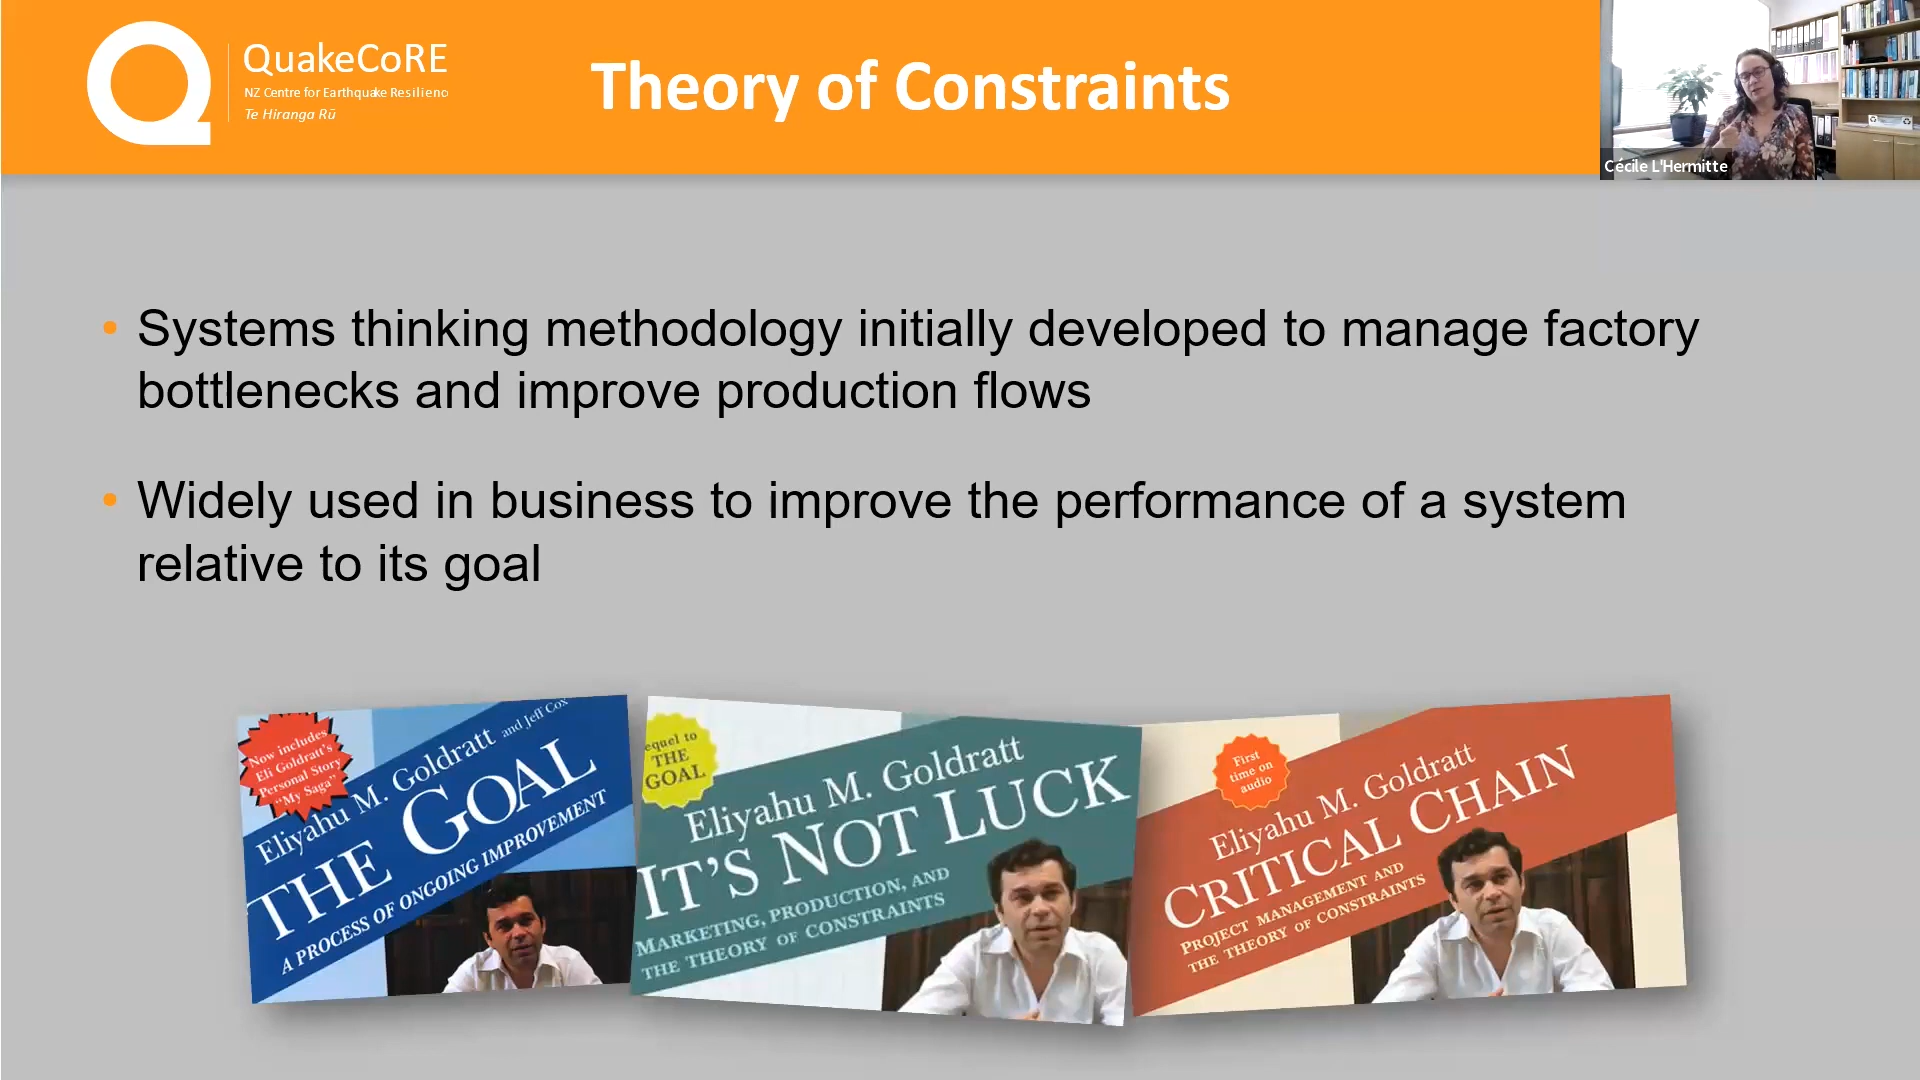 QuakeCoRE
NZ Centre for Earthquake Resilienc
Te Hiranga Rū
Theory of Constraints
Cécile L'Hermitte
• Systems thinking methodology initially developed to manage factory
bottlenecks and improve production flows
• Widely used in business to improve the performance of a system
relative to its goal
Now includes
Eli Goldratt's
Personal Story
"My Saga"
Eliyahu M. Goldratt and Jeff Cox
THE GOAL
A PROCESS OF ONGOING IMPROVEMENT
equel to
THE
GOAL
Eliyahu M. Goldratt
IT'S NOT LUCK
MARKETING, PRODUCTION, AND
THE THEORY OF CONSTRAINTS
First
time on
audio
Eliyahu M. Goldratt
CRITICAL CHAIN
PROJECT MANAGEMENT AND
THE THEORY OF CONSTRAINTS